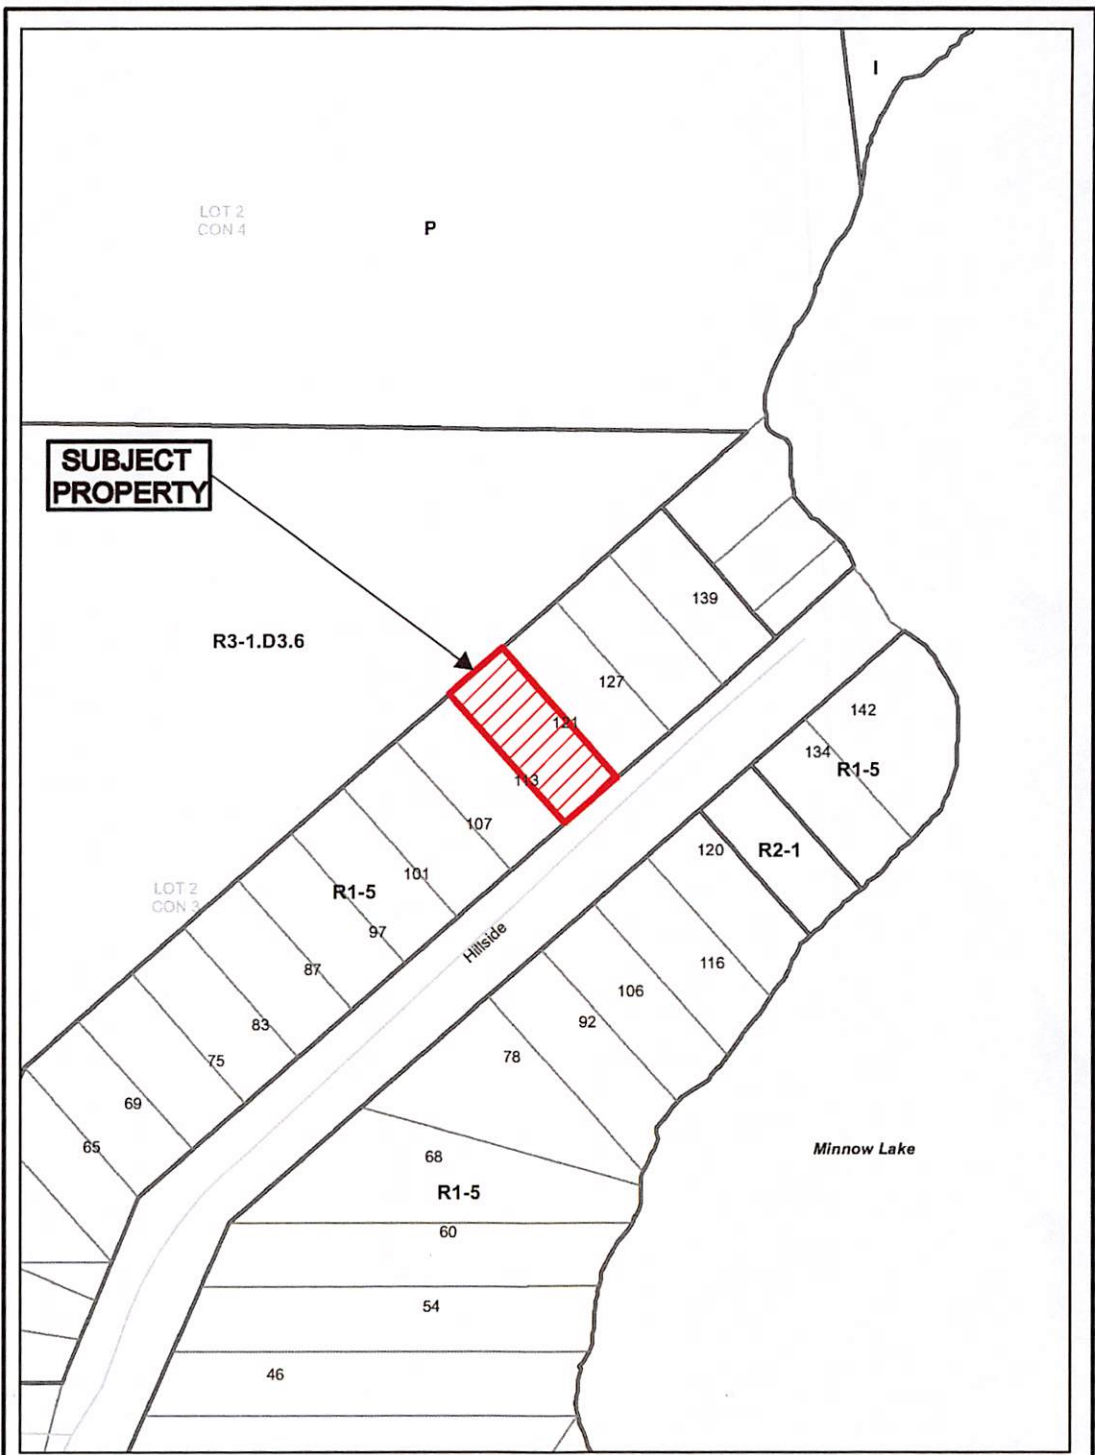 I
LOT 2
CON 4
P
SUBJECT
PROPERTY
139
R3-1.D3.6
127
142
121
134
R1-5
113
107
120
R2-1
101
LOT 2
CON 3
R1-5
97
Hillside
87
116
106
92
83
75
78
69
65
68
Minnow Lake
R1-5
60
54
46